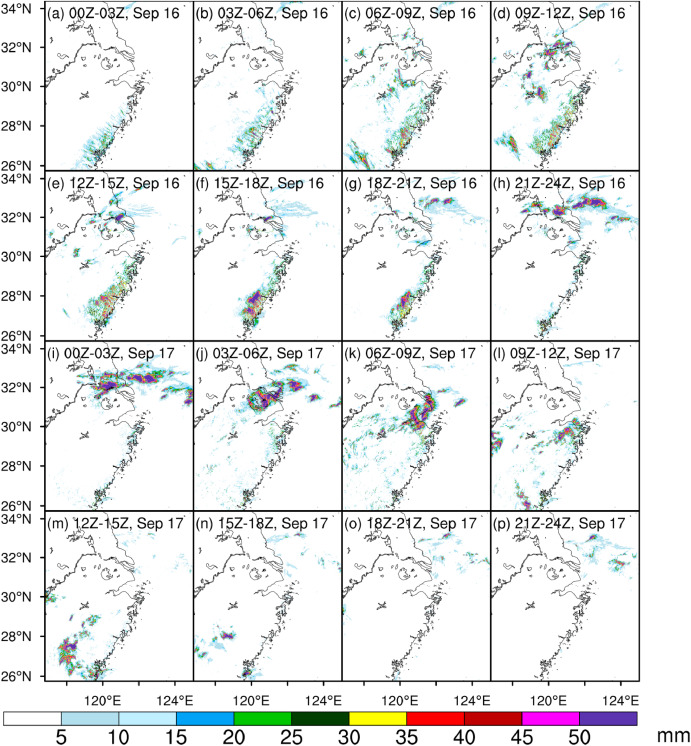 34°N (a) 00Z-03Z, Sep 16 (b) 03Z-06Z, Sep 16 (c) 06Z-09Z, Sep 16 (d) 09Z-12Z, Sep 16
32°N
30°N
28°N
26°N
34°N (e) 12Z-15Z, Sep 16 (f) 15Z-18Z, Sep 16 (g) 18Z-21Z, Sep 16 (h) 21Z-24Z, Sep 16
32°N
30°N
28°N
26°N
34°N (i) 00Z-03Z, Sep 17 (j) 03Z-06Z, Sep 17 (k) 06Z-09Z, Sep 17 (l) 09Z-12Z, Sep 17
32°N
30°N
28°N
26°N
34°N (m) 12Z-15Z, Sep 17 (n) 15Z-18Z, Sep 17 (o) 18Z-21Z, Sep 17 (p) 21Z-24Z, Sep 17
32°N
30°N
28°N
26°N
120°E 124°E 120°E 124°E 120°E 124°E 120°E 124°E
5 10 15 20 25 30 35 40 45 50 mm